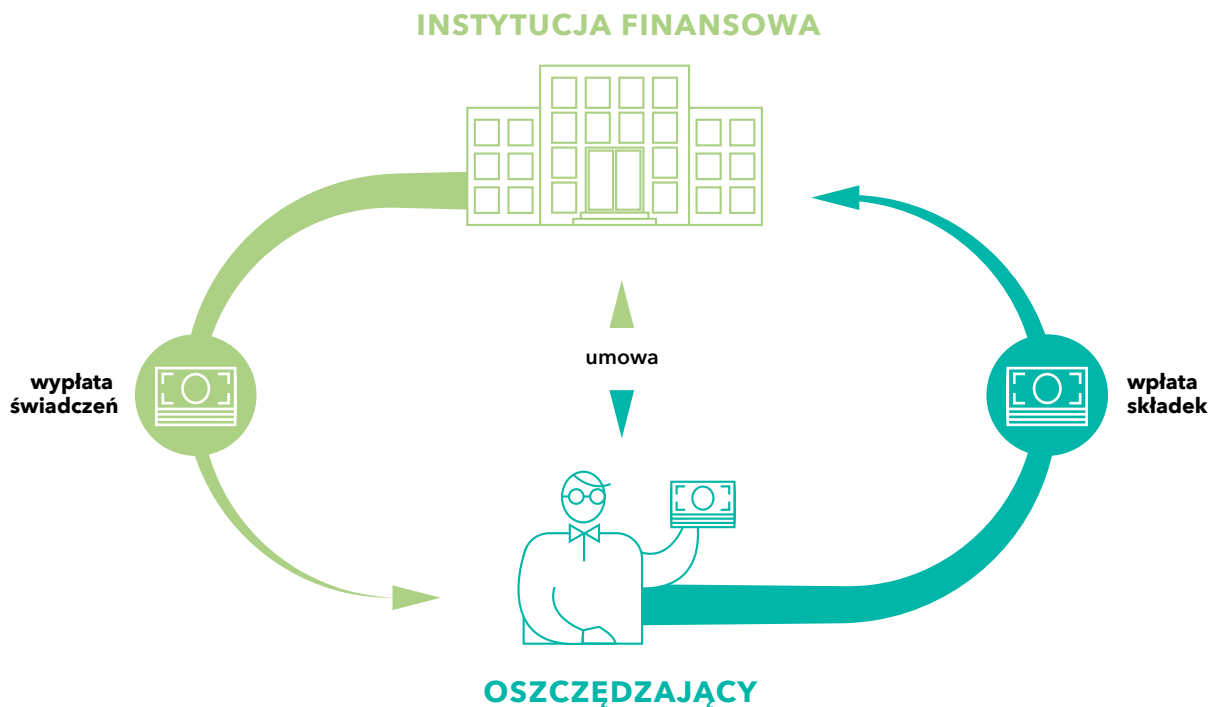 INSTYTUCJA FINANSOWA
umowa
wypłata
świadczeń
wpłata
składek
OSZCZĘDZAJĄCY